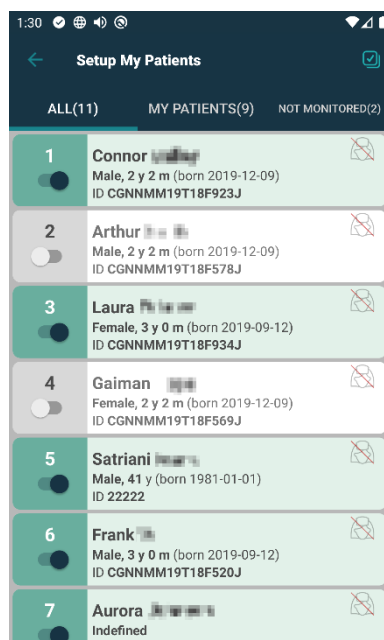 1:30
Setup My Patients
ALL(11) MY PATIENTS(9) NOT MONITORED(2)
1
Connor
Male, 2 y 2 m (born 2019-12-09)
ID CGNNMM19T18F923J
2
Arthur
Male, 2 y 2 m (born 2019-12-09)
ID CGNNMM19T18F578J
3
Laura
Female, 3 y 0 m (born 2019-09-12)
ID CGNNMM19T18F934J
4
Gaiman
Female, 2 y 2 m (born 2019-12-09)
ID CGNNMM19T18F569J
5
Satriani
Male, 41 y (born 1981-01-01)
ID 22222
6
Frank
Male, 3 y 0 m (born 2019-09-12)
ID CGNNMM19T18F520J
7
Aurora
Indefined